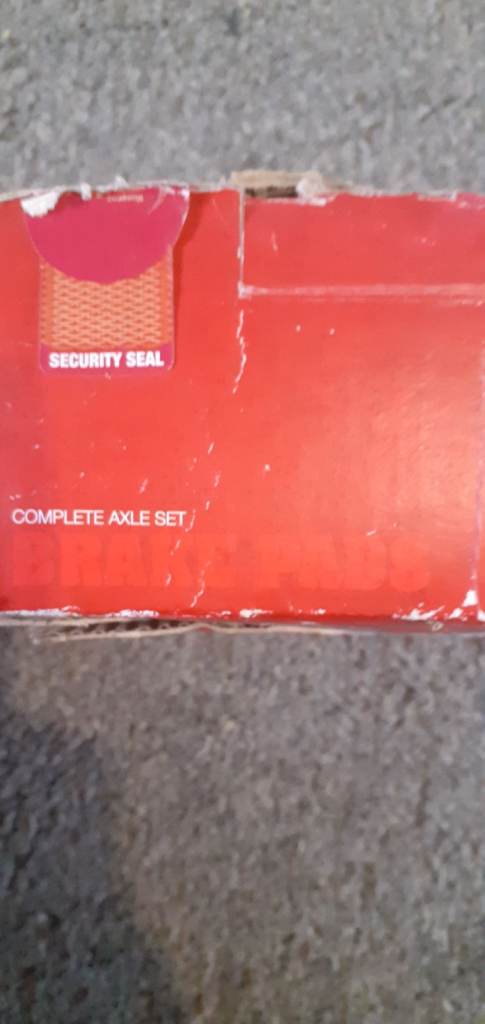 SECURITY SEAL
COMPLETE AXLE SET
BRAKE PADS